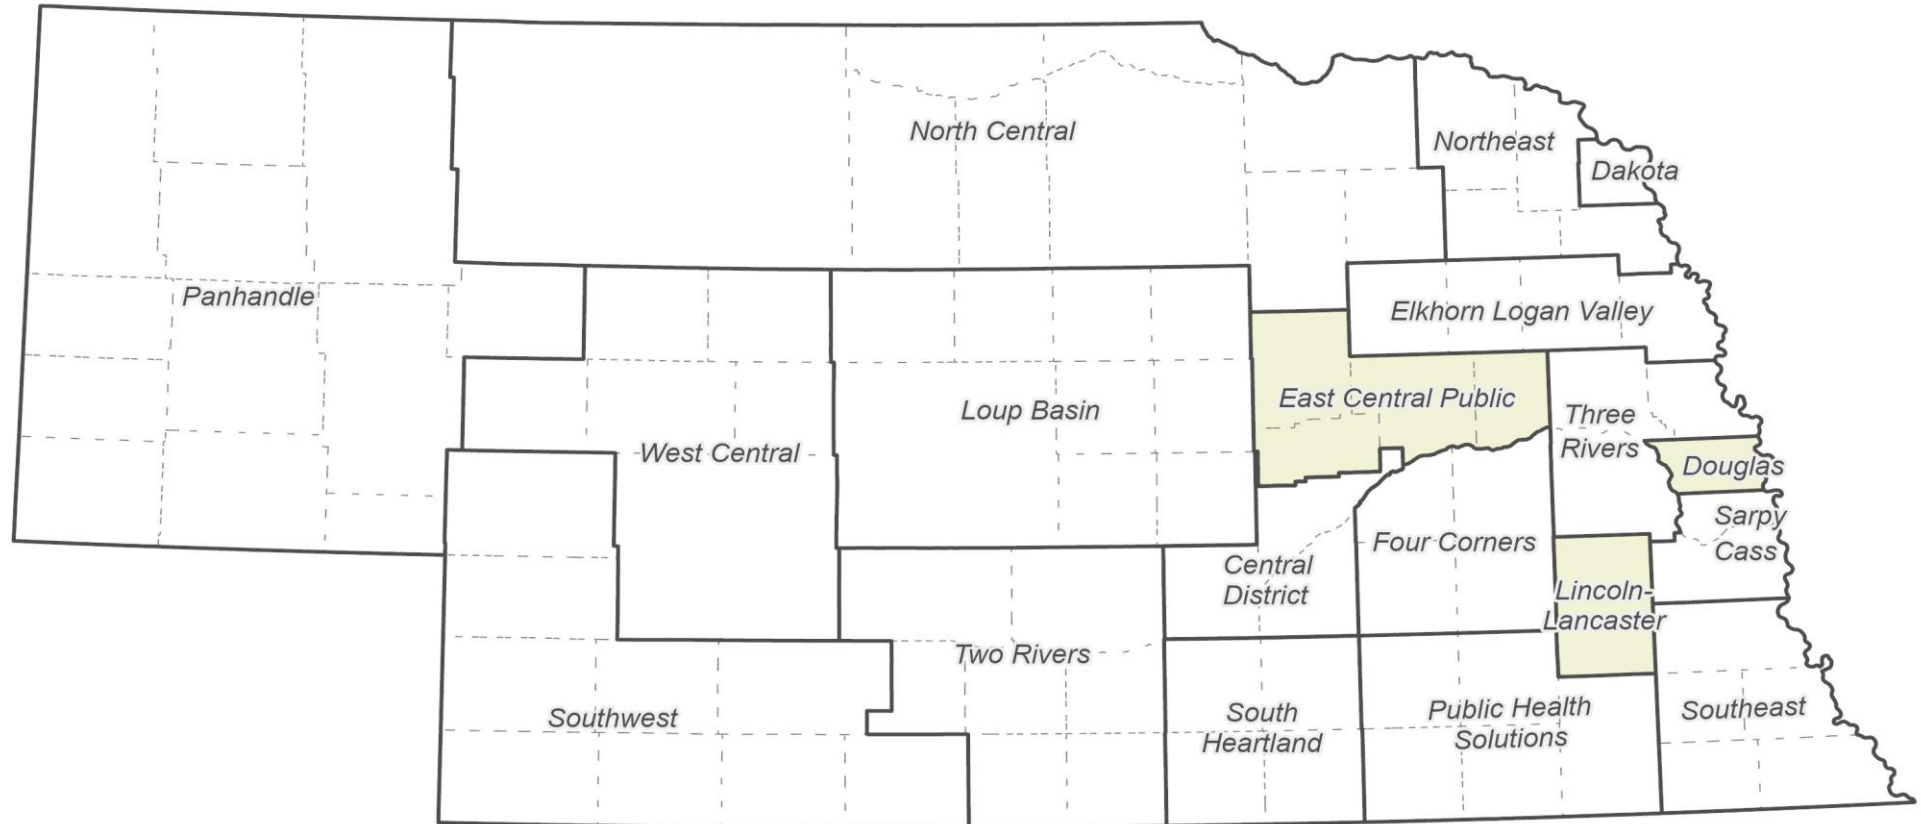 North Central
Northeast
Dakota
Panhandle
Elkhorn Logan Valley
East Central Public
Loup Basin
Three
Rivers
West Central
Douglas
Sarpy
Cass
Four Corners
Central
District
Lincoln-
Lancaster
Two Rivers
Southwest
South
Heartland
Public Health
Solutions
Southeast